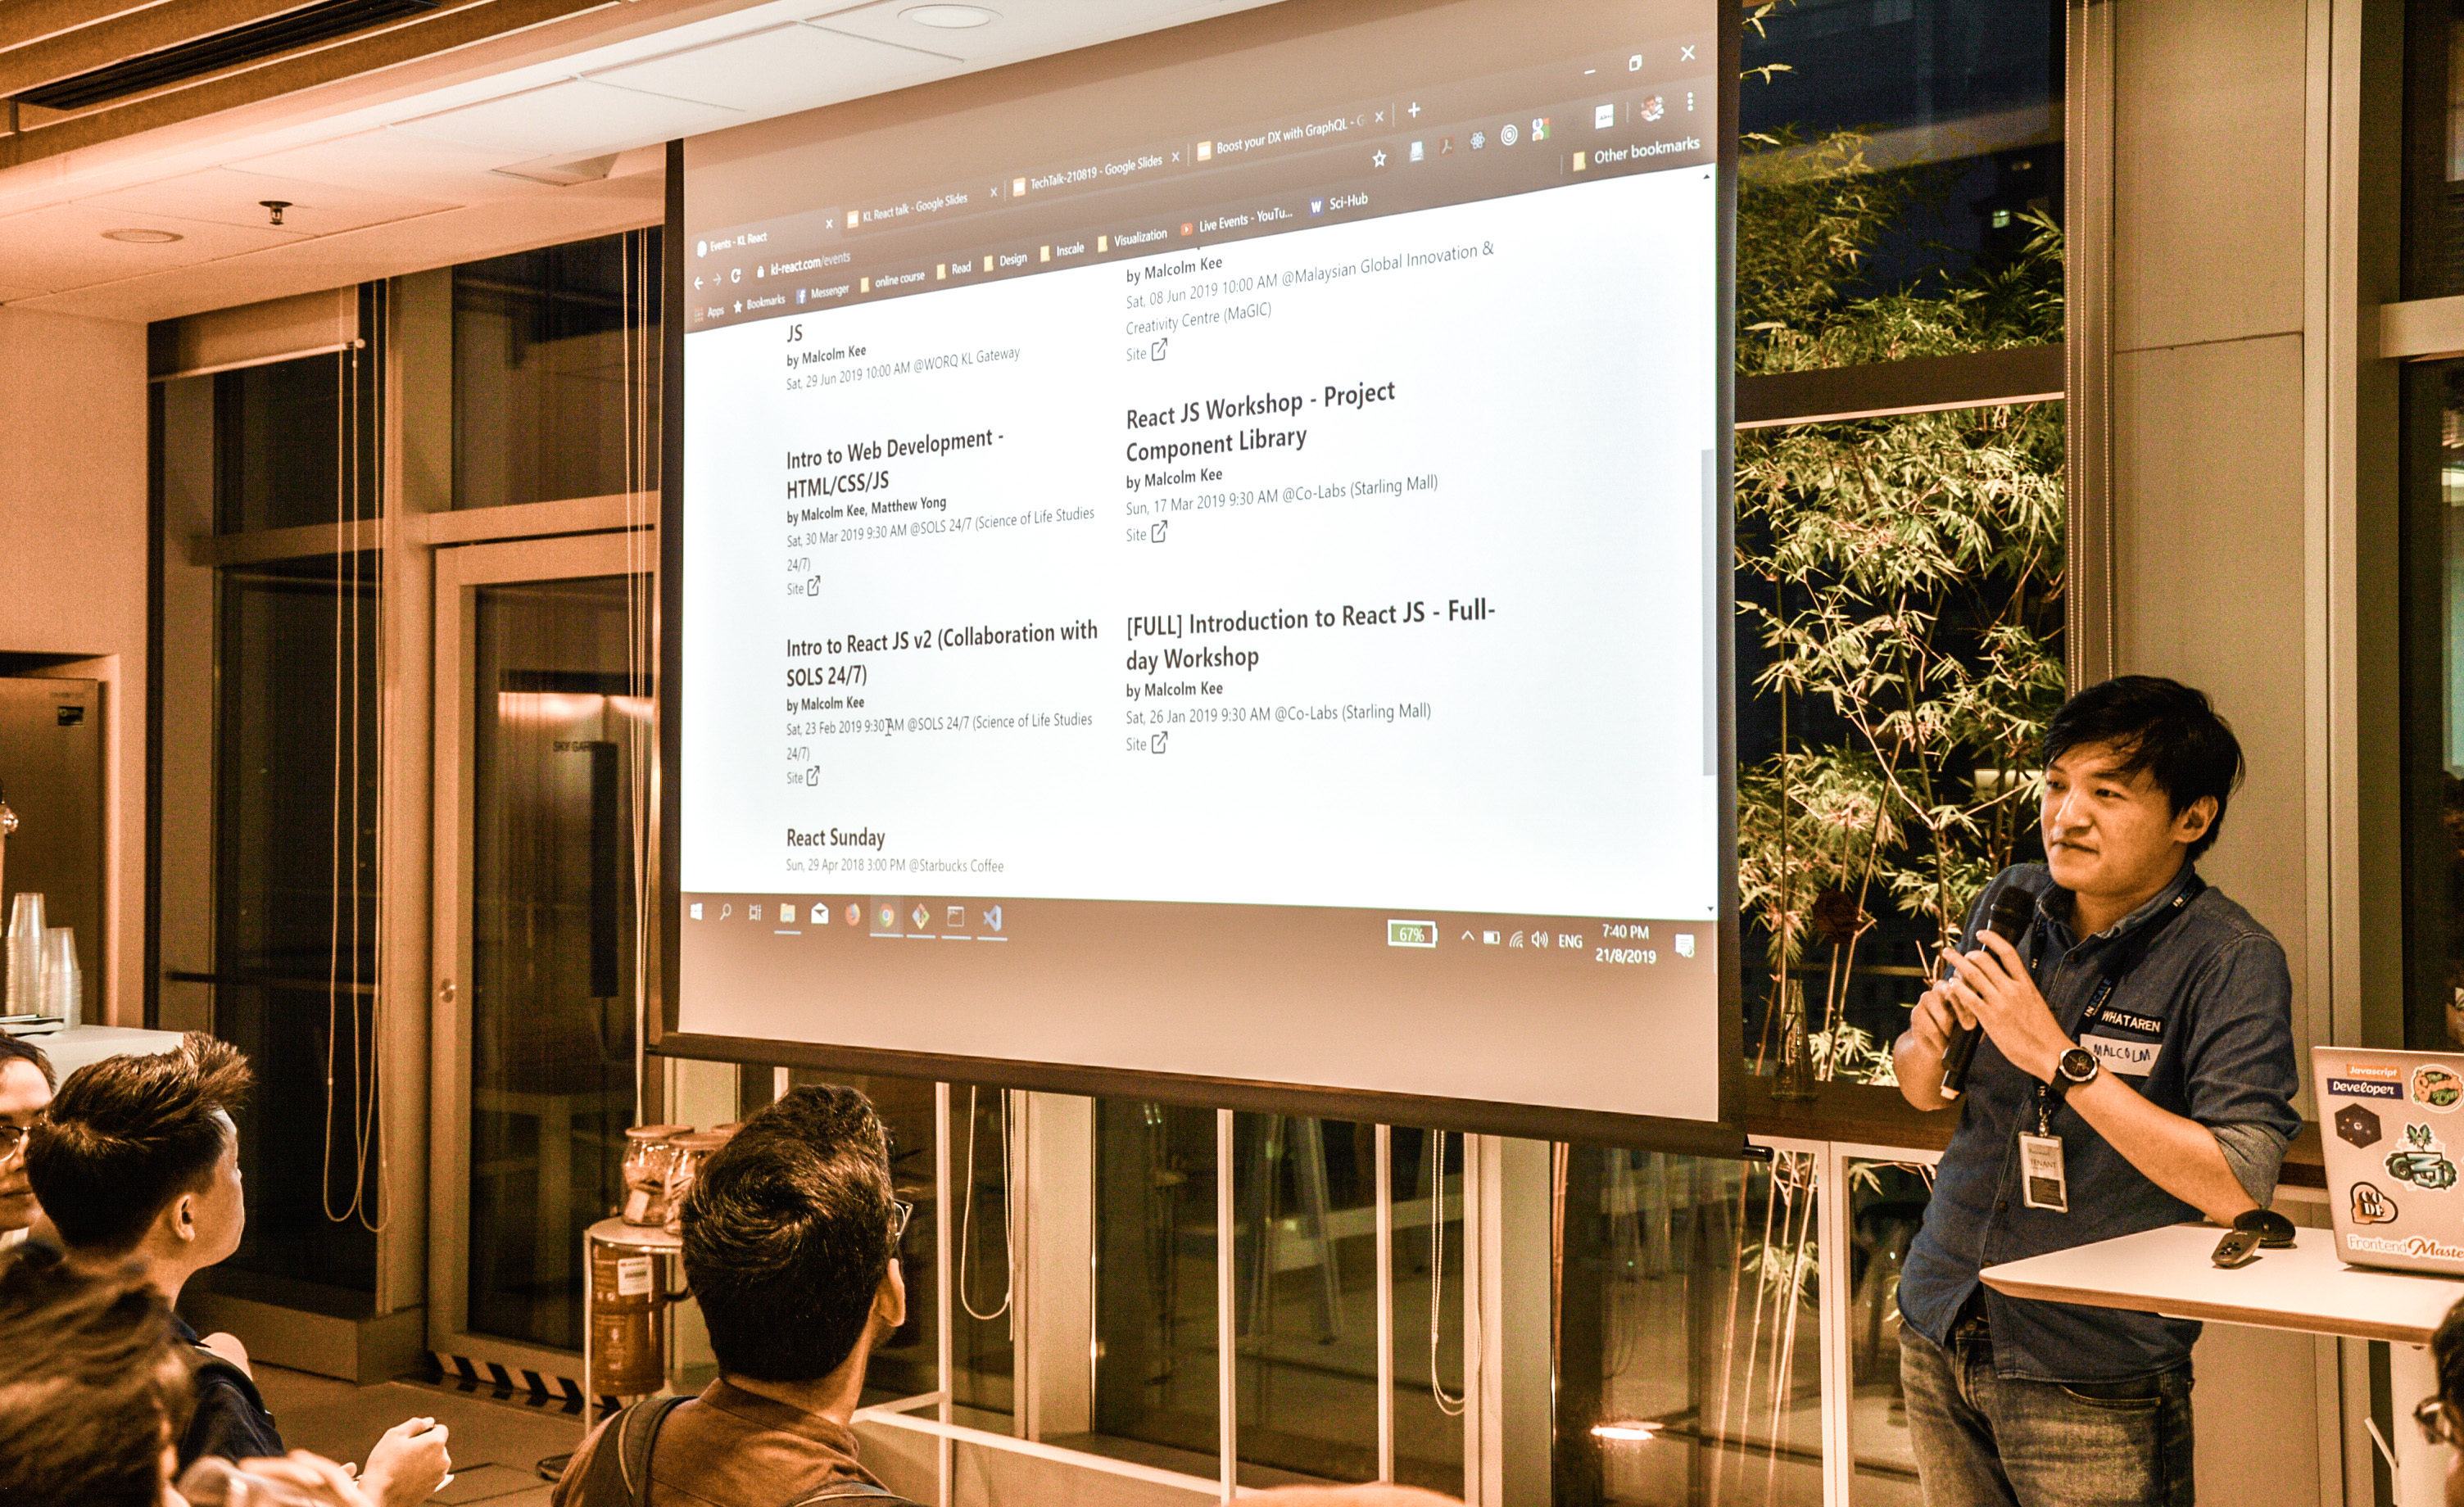 Events - KL React
KL React talk - Google Slides
TechTalk-210819 - Google Slides
Boost your DX with GraphQL - G
kl-react.com/events
Apps
Bookmarks
Messenger
online course
Read
Design
Inscale
Visualization
Live Events - YouTu...
Sci-Hub
Other bookmarks
JS
by Malcolm Kee
Sat, 29 Jun 2019 10:00 AM @WORQ KL Gateway
Intro to Web Development -
HTML/CSS/JS
by Malcolm Kee, Matthew Yong
Sat, 30 Mar 2019 9:30 AM @SOLS 24/7 (Science of Life Studies
24/7)
Site
Intro to React JS v2 (Collaboration with
SOLS 24/7)
by Malcolm Kee
Sat, 23 Feb 2019 9:30 AM @SOLS 24/7 (Science of Life Studies
24/7)
Site
React Sunday
Sun, 29 Apr 2018 3:00 PM @Starbucks Coffee
by Malcolm Kee
Sat, 08 Jun 2019 10:00 AM @Malaysian Global Innovation &
Creativity Centre (MaGIC)
Site
React JS Workshop - Project
Component Library
by Malcolm Kee
Sun, 17 Mar 2019 9:30 AM @Co-Labs (Starling Mall)
Site
[FULL] Introduction to React JS - Full-
day Workshop
by Malcolm Kee
Sat, 26 Jan 2019 9:30 AM @Co-Labs (Starling Mall)
Site
67%
ENG
7:40 PM
21/8/2019
WHATAREN
MALCOLM
TENANT
Javascript
Developer
CO
DE
Frontend Maste
SKY GAR